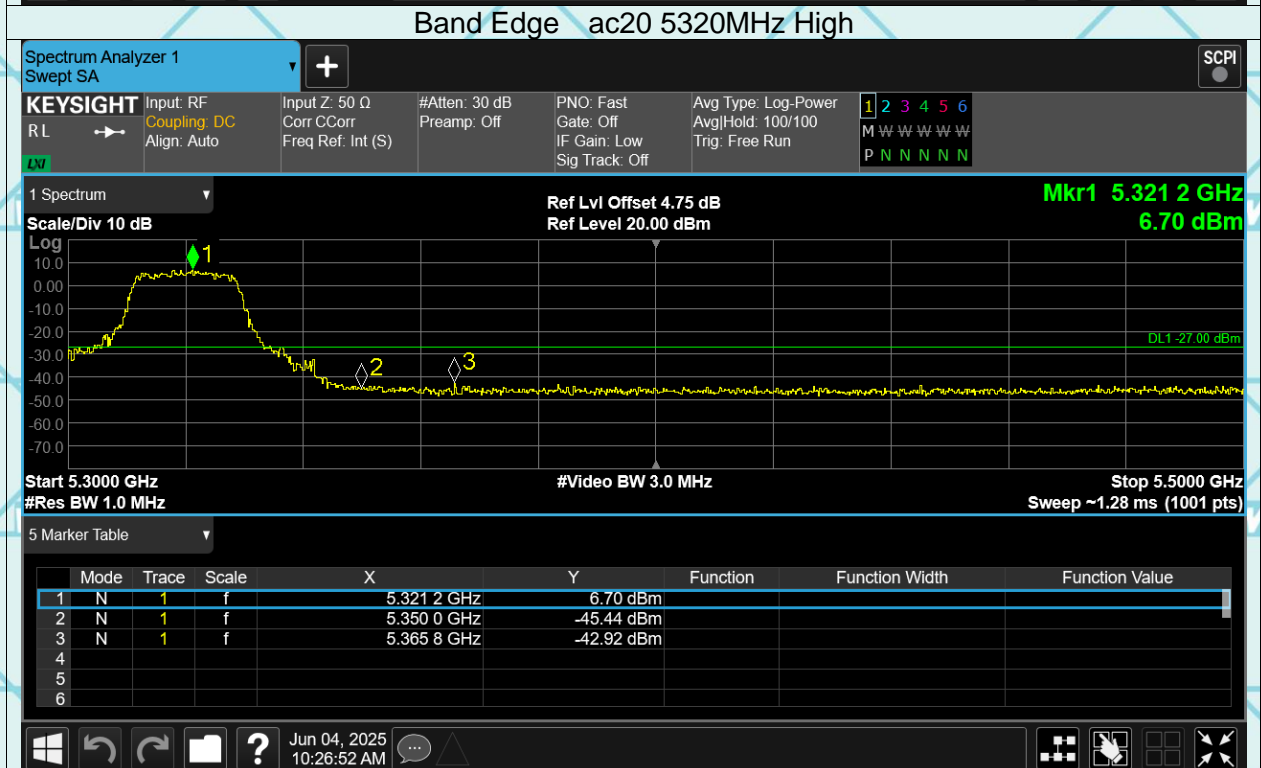 Band Edge ac20 5320MHz High
Spectrum Analyzer 1
Swept SA
+
SCPI
KEYSIGHT
R L
LXI
Input: RF
Coupling: DC
Align: Auto
Input Z: 50 Ω
Corr CCorr
Freq Ref: Int (S)
#Atten: 30 dB
Preamp: Off
PNO: Fast
Gate: Off
IF Gain: Low
Sig Track: Off
Avg Type: Log-Power
Avg|Hold: 100/100
Trig: Free Run
1 2 3 4 5 6
M W W W W W
P N N N N N
1 Spectrum
Scale/Div 10 dB
Ref Lvl Offset 4.75 dB
Ref Level 20.00 dBm
Mkr1 5.321 2 GHz
6.70 dBm
Log
10.0
0.00
-10.0
-20.0
-30.0
-40.0
-50.0
-60.0
-70.0
1
2
3
DL1 -27.00 dBm
Start 5.3000 GHz
#Res BW 1.0 MHz
#Video BW 3.0 MHz
Stop 5.5000 GHz
Sweep ~1.28 ms (1001 pts)
5 Marker Table
Mode Trace Scale X Y Function Function Width Function Value
1 N 1 f 5.321 2 GHz 6.70 dBm
2 N 1 f 5.350 0 GHz -45.44 dBm
3 N 1 f 5.365 8 GHz -42.92 dBm
4
5
6
?
Jun 04, 2025
10:26:52 AM